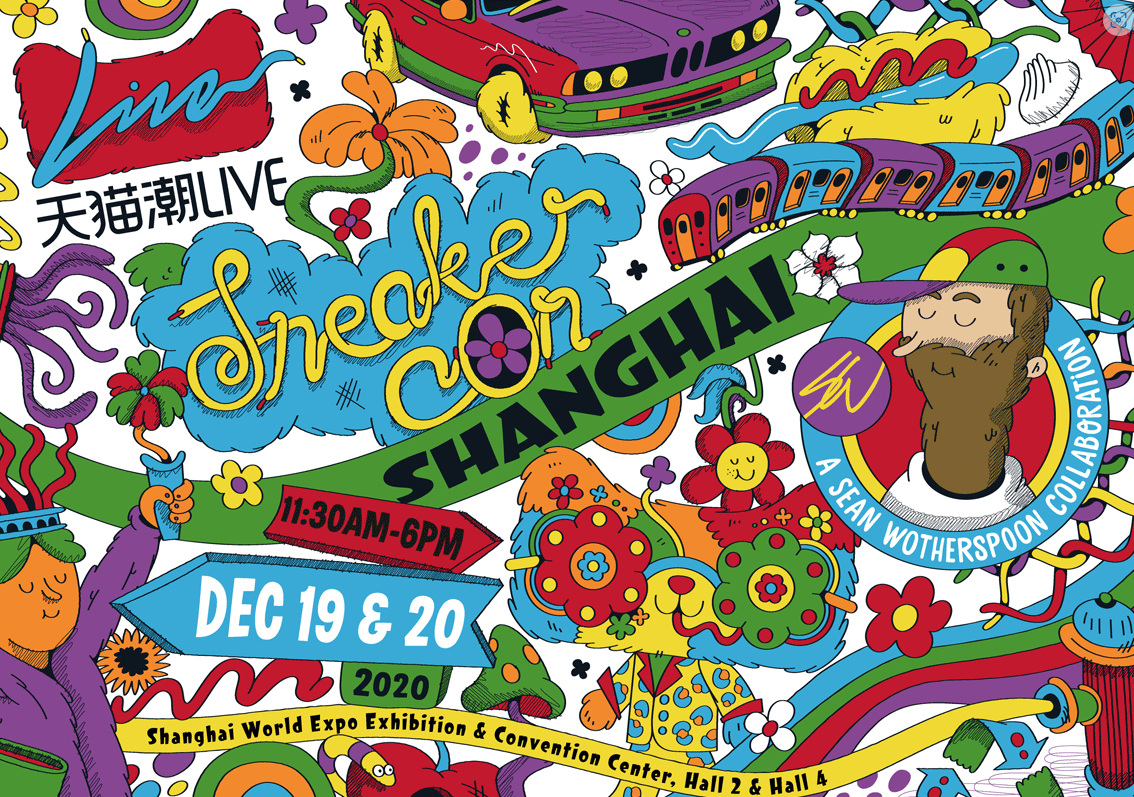 Live
天猫潮LIVE
Sneaker
Con
SHANGHAI
SW
A SEAN WOTHERSPOON COLLABORATION
11:30AM-6PM
DEC 19 & 20
2020
Shanghai World Expo Exhibition & Convention Center, Hall 2 & Hall 4